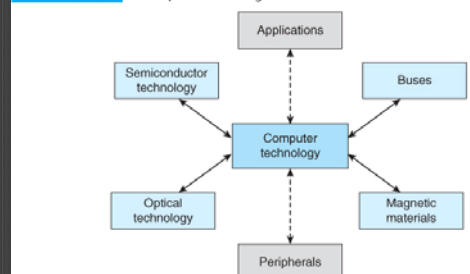 Applications
Semiconductor
technology
Buses
Computer
technology
Optical
technology
Magnetic
materials
Peripherals